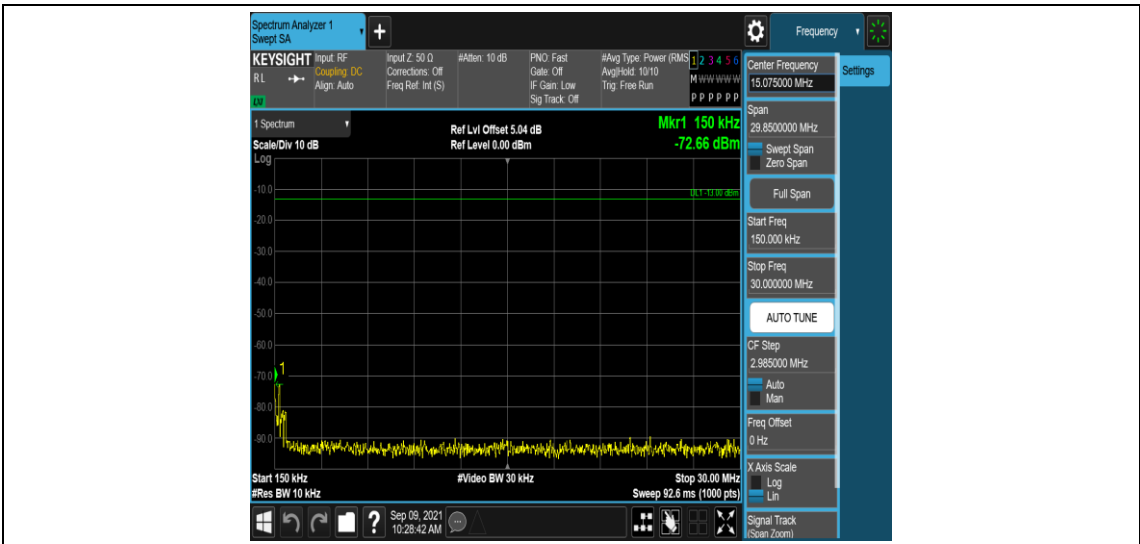 Spectrum Analyzer 1
Swept SA
Frequency
KEYSIGHT
RL
LW
Input: RF
Coupling: DC
Align: Auto
Input Z: 50 Ω
Corrections: Off
Freq Ref: Int (S)
#Atten: 10 dB
PNO: Fast
Gate: Off
IF Gain: Low
Sig Track: Off
#Avg Type: Power (RMS
Avg|Hold: 10/10
Trig: Free Run
1 2 3 4 5 6
M W W W W W
P P P P P P
Center Frequency
15.075000 MHz
Settings
Span
29.8500000 MHz
Swept Span
Zero Span
Full Span
Start Freq
150.000 kHz
Stop Freq
30.000000 MHz
AUTO TUNE
CF Step
2.985000 MHz
Auto
Man
Freq Offset
0 Hz
X Axis Scale
Log
Lin
Signal Track
(Span Zoom)
1 Spectrum
Scale/Div 10 dB
Log
Ref Lvl Offset 5.04 dB
Ref Level 0.00 dBm
Mkr1 150 kHz
-72.66 dBm
DL1 -13.00 dBm
-10.0
-20.0
-30.0
-40.0
-50.0
-60.0
-70.0
-80.0
-90.0
1
Start 150 kHz
#Video BW 30 kHz
Stop 30.00 MHz
#Res BW 10 kHz
Sweep 92.6 ms (1000 pts)
?
Sep 09, 2021
10:28:42 AM